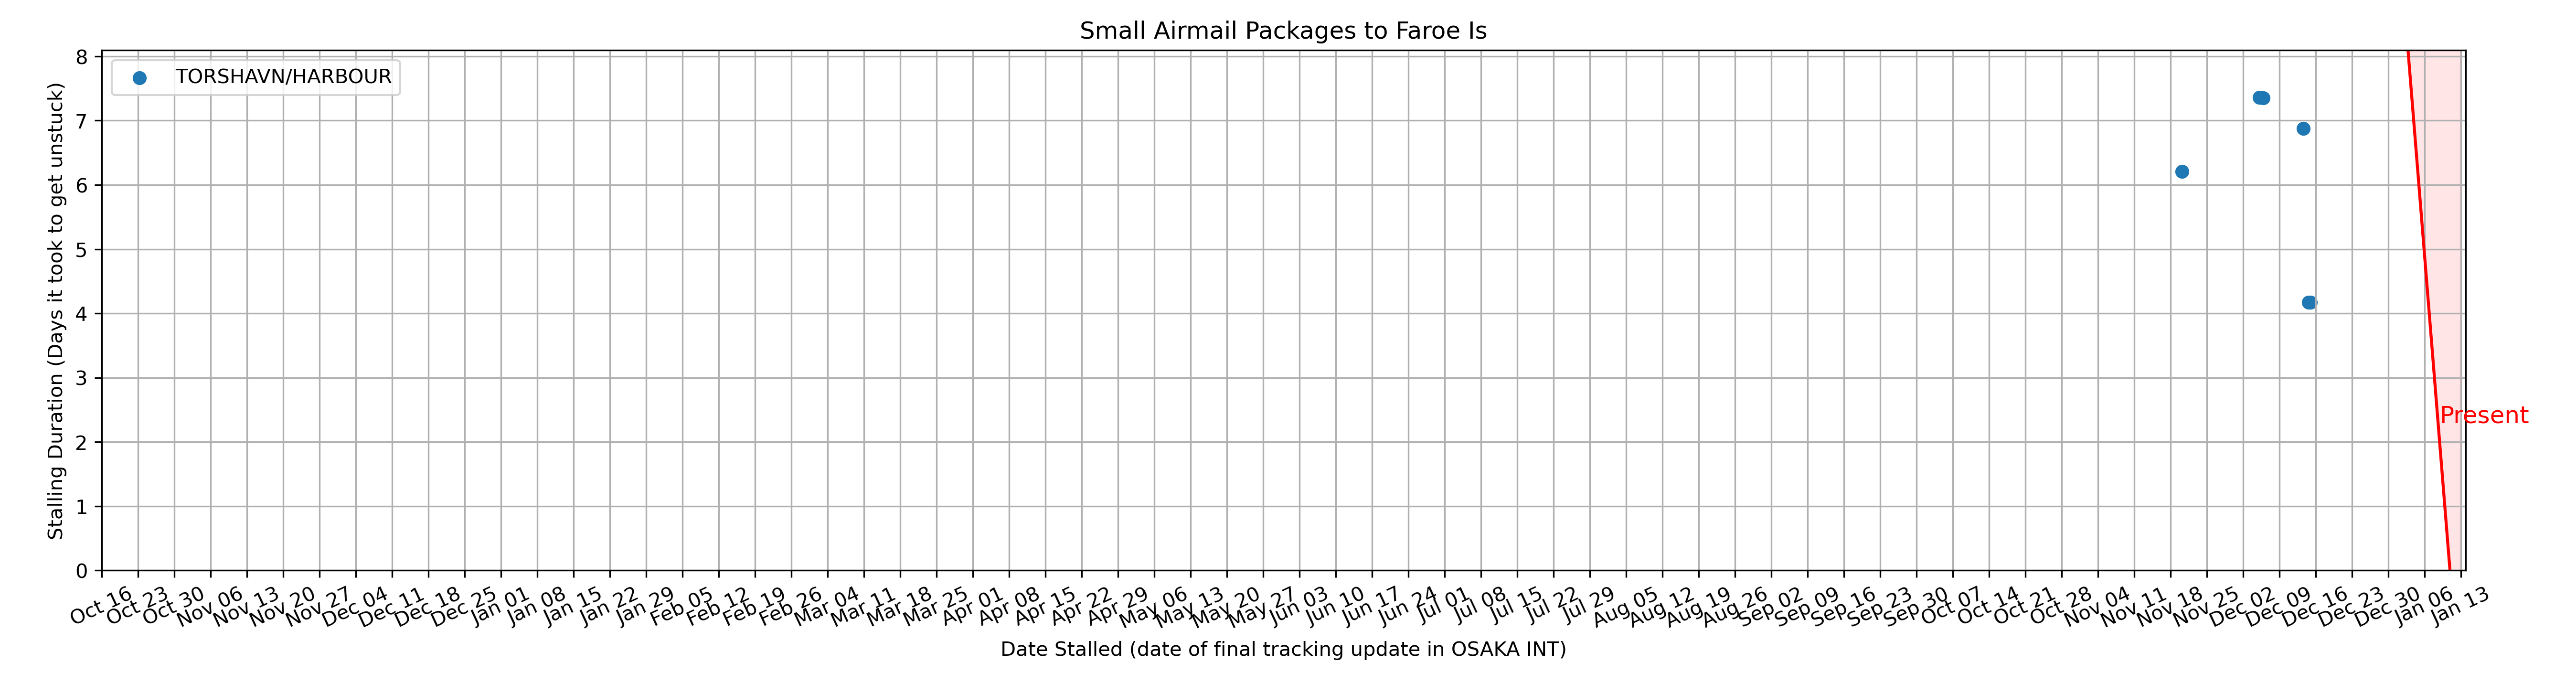 Small Airmail Packages to Faroe Is
TORSHAVN/HARBOUR
Stalling Duration (Days it took to get unstuck)
8
7
6
5
4
3
2
1
0
Present
Oct 16 Oct 23 Oct 30 Nov 06 Nov 13 Nov 20 Nov 27 Dec 04 Dec 11 Dec 18 Dec 25 Jan 01 Jan 08 Jan 15 Jan 22 Jan 29 Feb 05 Feb 12 Feb 19 Feb 26 Mar 04 Mar 11 Mar 18 Mar 25 Apr 01 Apr 08 Apr 15 Apr 22 Apr 29 May 06 May 13 May 20 May 27 Jun 03 Jun 10 Jun 17 Jun 24 Jul 01 Jul 08 Jul 15 Jul 22 Jul 29 Aug 05 Aug 12 Aug 19 Aug 26 Sep 02 Sep 09 Sep 16 Sep 23 Sep 30 Oct 07 Oct 14 Oct 21 Oct 28 Nov 04 Nov 11 Nov 18 Nov 25 Dec 02 Dec 09 Dec 16 Dec 23 Dec 30 Jan 06 Jan 13
Date Stalled (date of final tracking update in OSAKA INT)